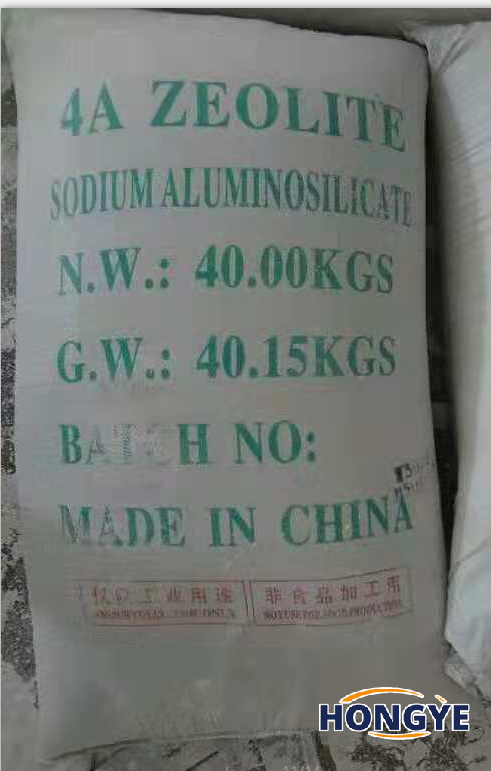 4A ZEOLITE
SODIUM ALUMINOSILICATE
N.W.: 40.00KGS
G.W.: 40.15KGS
BATCH NO:
MADE IN CHINA
工业用途
非食品加工用
HONGYE